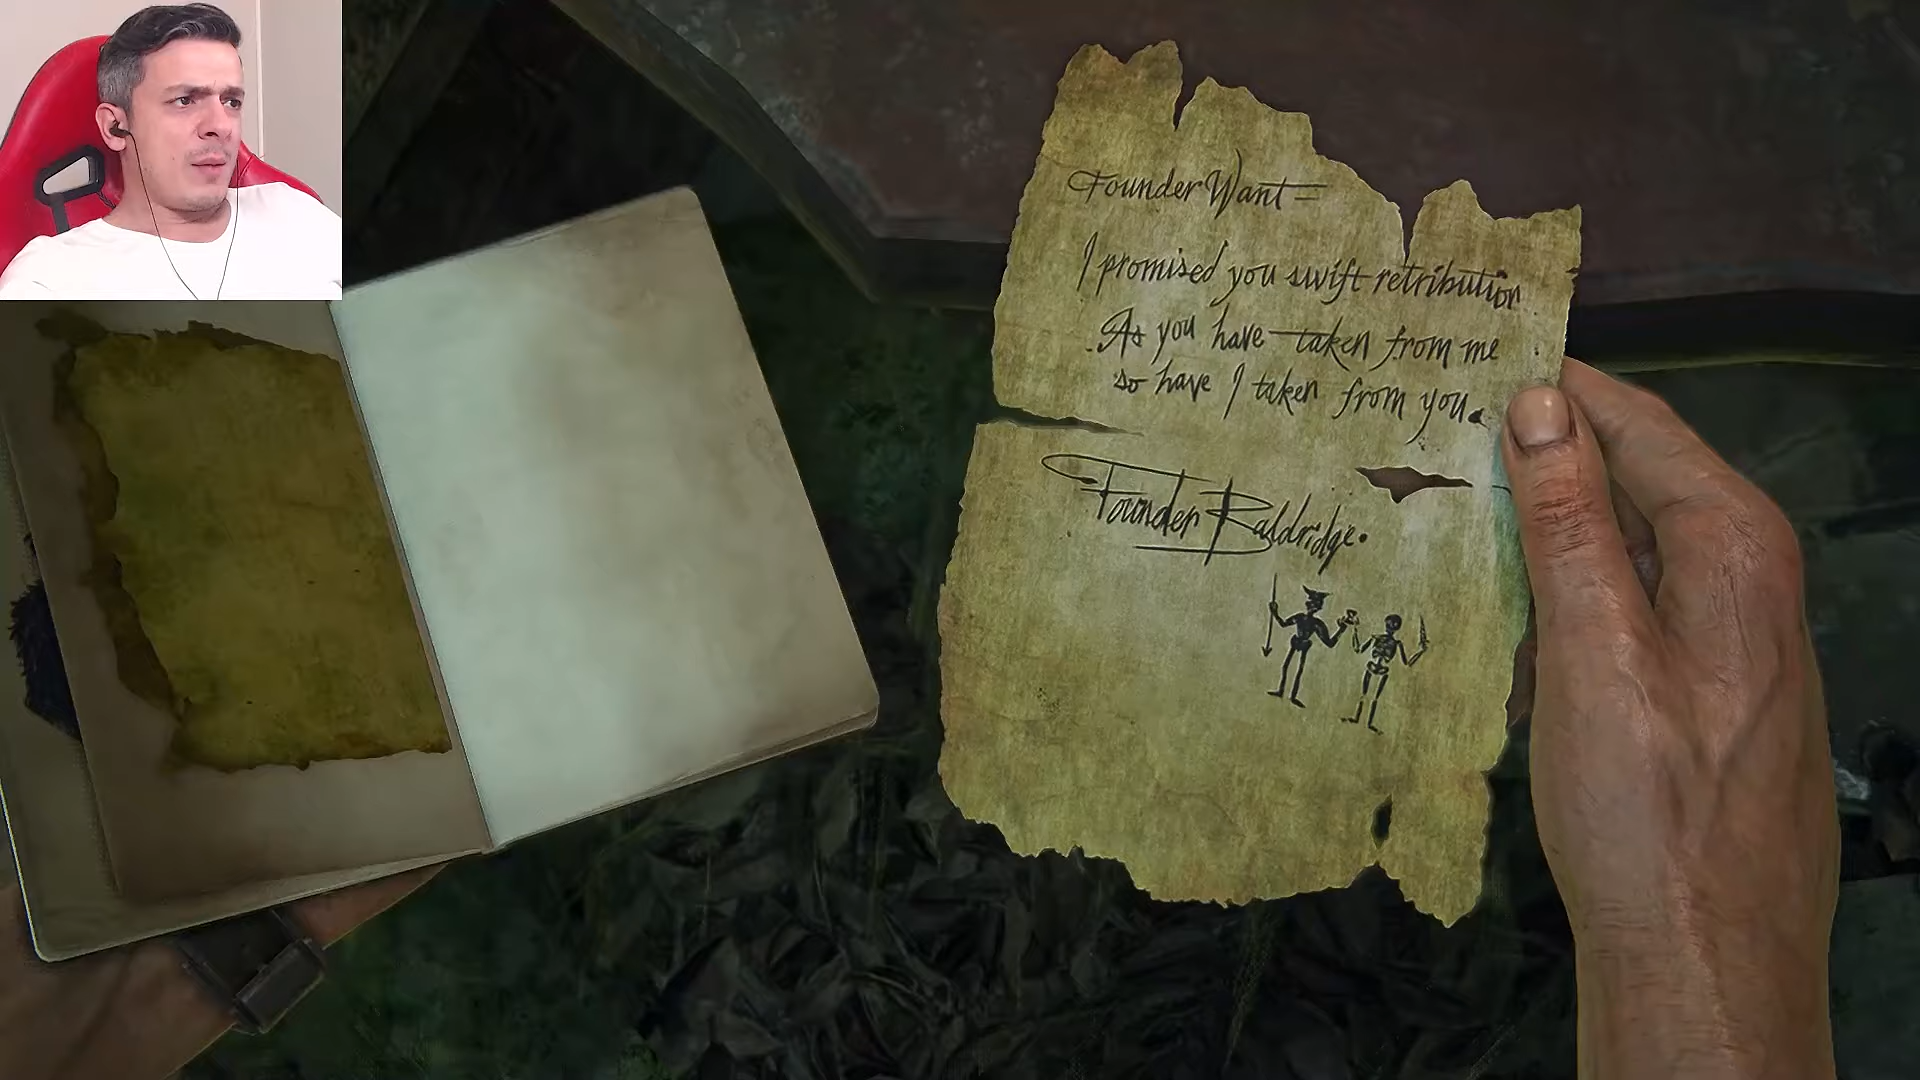 Founder Want –
I promised you swift retribution
As you have taken from me
so have I taken from you.
Founder Baldridge.